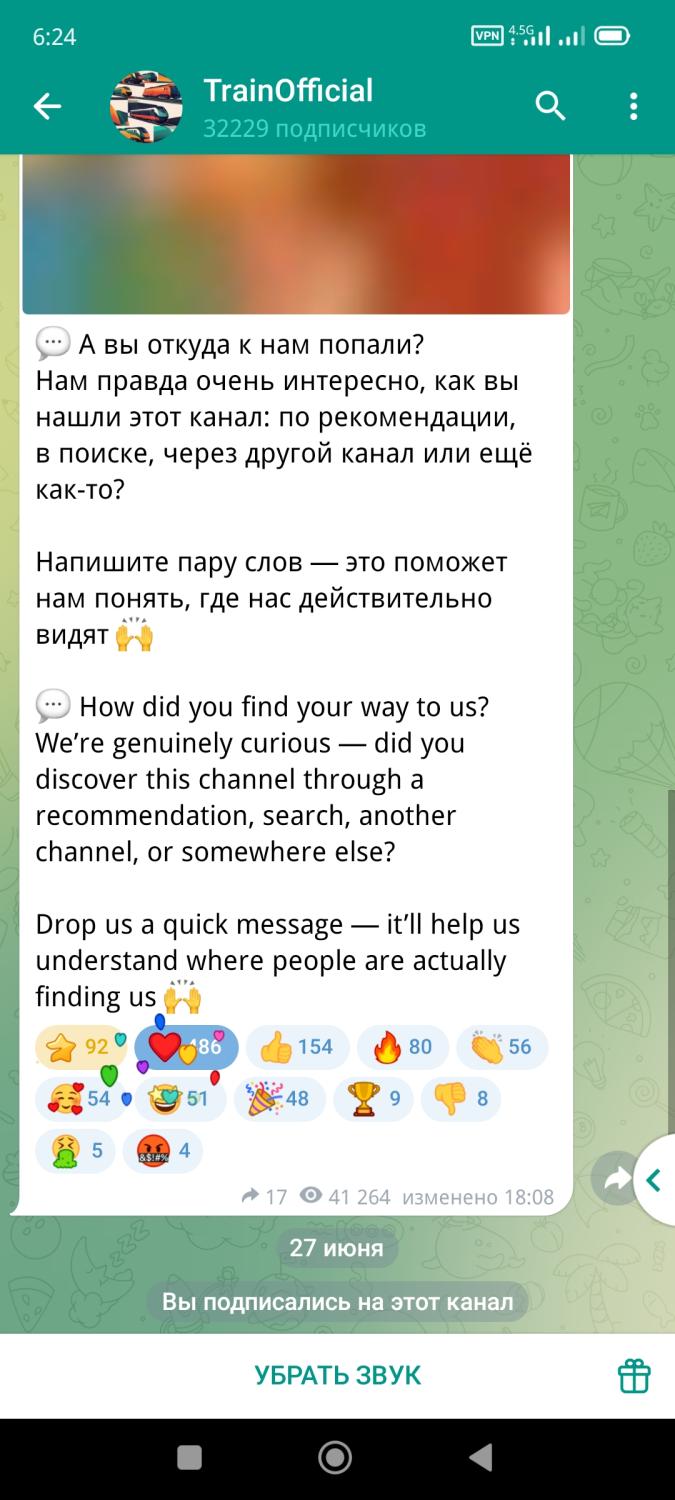 6:24
VPN 4.5G
TrainOfficial
32229 подписчиков
💬 А вы откуда к нам попали?
Нам правда очень интересно, как вы
нашли этот канал: по рекомендации,
в поиске, через другой канал или ещё
как-то?
Напишите пару слов — это поможет
нам понять, где нас действительно
видят 🙌
💬 How did you find your way to us?
We’re genuinely curious — did you
discover this channel through a
recommendation, search, another
channel, or somewhere else?
Drop us a quick message — it’ll help us
understand where people are actually
finding us 🙌
92 154 80 56
54 51 48 9 8
5 4
17 41 264 изменено 18:08
27 июня
Вы подписались на этот канал
УБРАТЬ ЗВУК